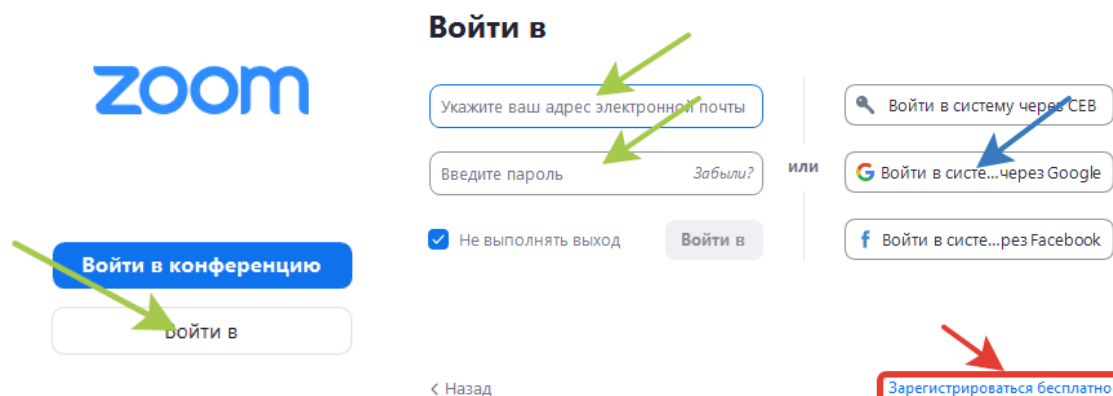 zoom
Войти в конференцию
Войти в
Войти в
Укажите ваш адрес электронной почты
Введите пароль
Забыли?
Не выполнять выход
Войти в
или
Войти в систему через СЕВ
Войти в систе...через Google
Войти в систе...рез Facebook
< Назад
Зарегистрироваться бесплатно